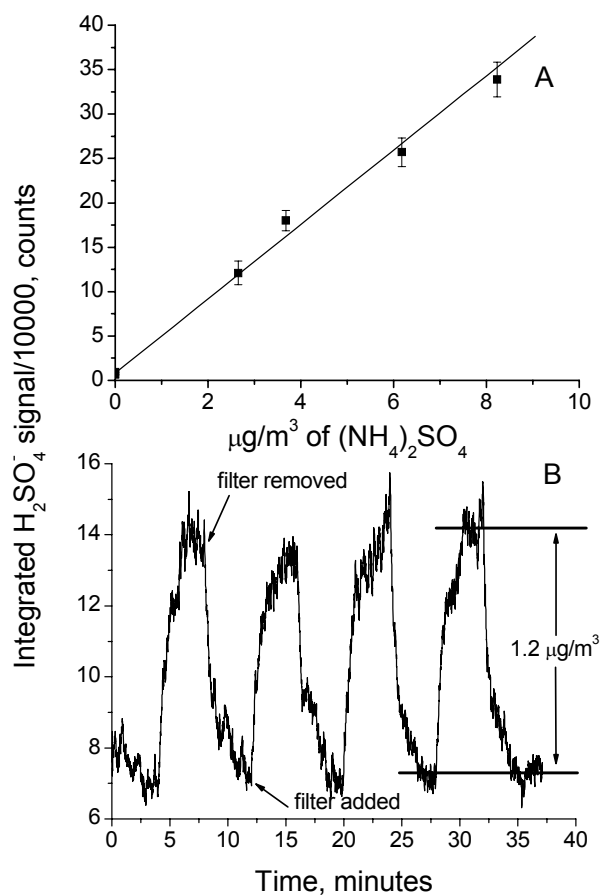 40
35
30
25
20
15
10
5
0
A
0 2 4 6 8 10
μg/m³ of (NH₄)₂SO₄
Integrated H₂SO₄⁻ signal/10000, counts
16
14
12
10
8
6
B
filter removed
1.2 μg/m³
filter added
0 5 10 15 20 25 30 35 40
Time, minutes